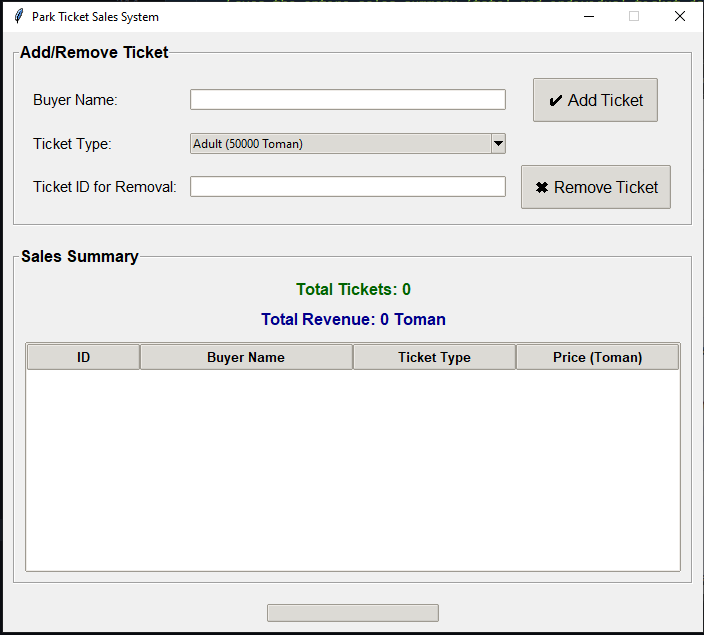 Park Ticket Sales System
Add/Remove Ticket
Buyer Name:
✔ Add Ticket
Ticket Type:
Adult (50000 Toman)
Ticket ID for Removal:
✖ Remove Ticket
Sales Summary
Total Tickets: 0
Total Revenue: 0 Toman
ID Buyer Name Ticket Type Price (Toman)